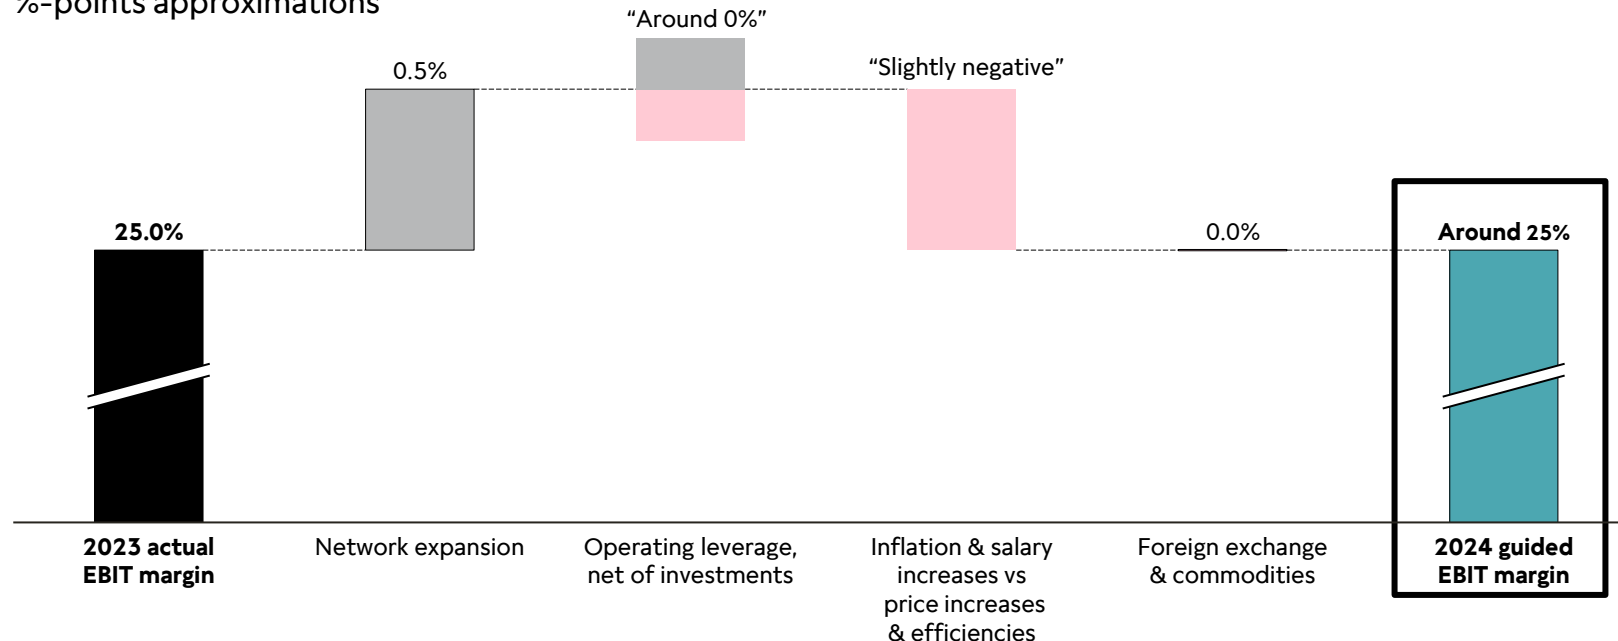 %-points approximations
“Around 0%”
0.5%
“Slightly negative”
25.0%
0.0%
Around 25%
2023 actual
EBIT margin
Network expansion
Operating leverage,
net of investments
Inflation & salary
increases vs
price increases
& efficiencies
Foreign exchange
& commodities
2024 guided
EBIT margin